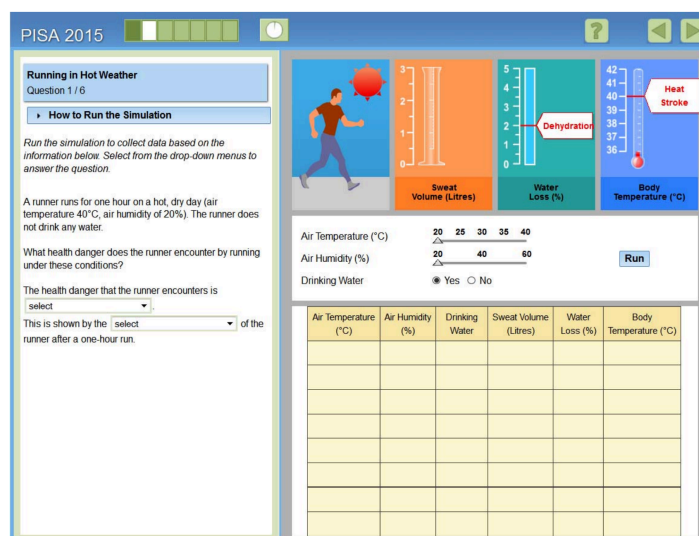 PISA 2015
?
Running in Hot Weather
Question 1 / 6
How to Run the Simulation
Run the simulation to collect data based on the
information below. Select from the drop-down menus to
answer the question.
A runner runs for one hour on a hot, dry day (air
temperature 40°C, air humidity of 20%). The runner does
not drink any water.
What health danger does the runner encounter by running
under these conditions?
The health danger that the runner encounters is
select .
This is shown by the select of the
runner after a one-hour run.
3
2
1
0
Sweat
Volume (Litres)
5
4
3
2
1
0
Dehydration
Water
Loss (%)
42
41
40
39
38
37
36
Heat
Stroke
Body
Temperature (°C)
Air Temperature (°C) 20 25 30 35 40
Air Humidity (%) 20 40 60
Run
Drinking Water Yes No
Air Temperature (°C)
Air Humidity (%)
Drinking Water
Sweat Volume (Litres)
Water Loss (%)
Body Temperature (°C)